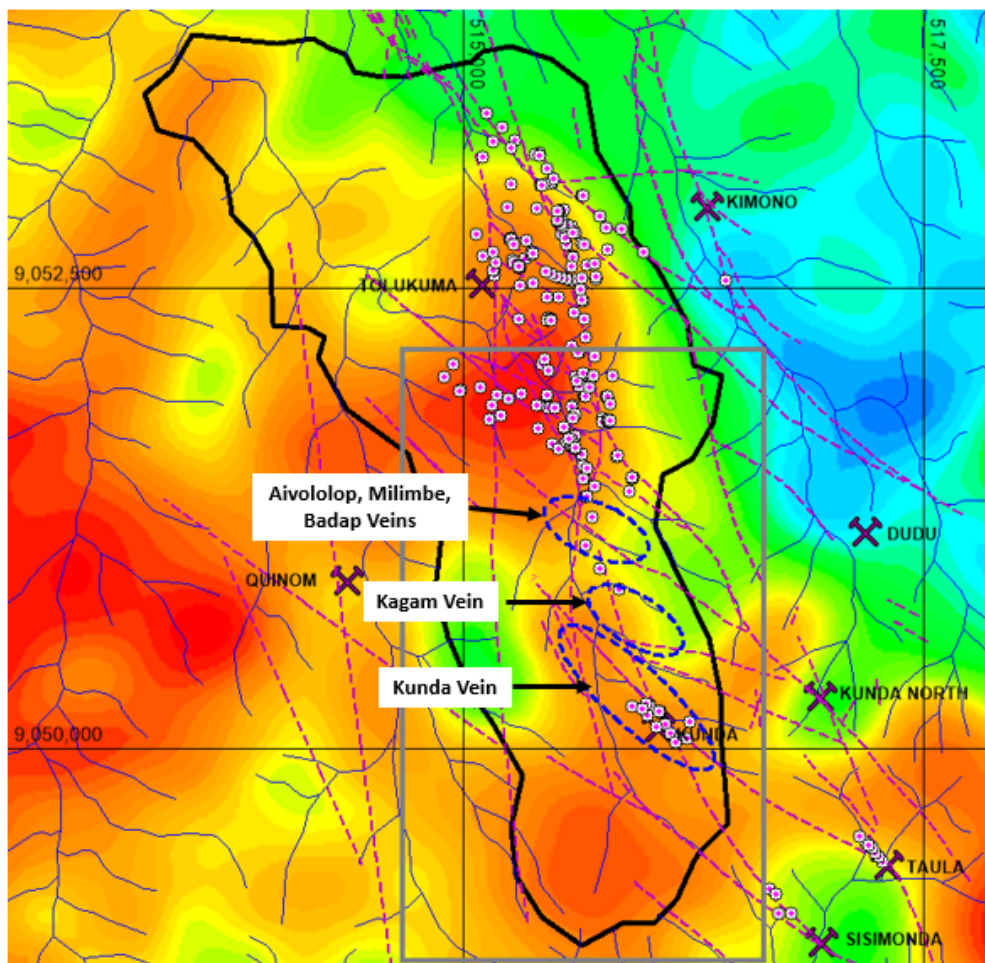 515,000
517,500
KIMONO
9,052,500
TOLUKUMA
Aivololop, Milimbe,
Badap Veins
DUDU
QUINOM
Kagam Vein
Kunda Vein
KUNDA NORTH
KUNDA
9,050,000
TAULA
SISIMONDA